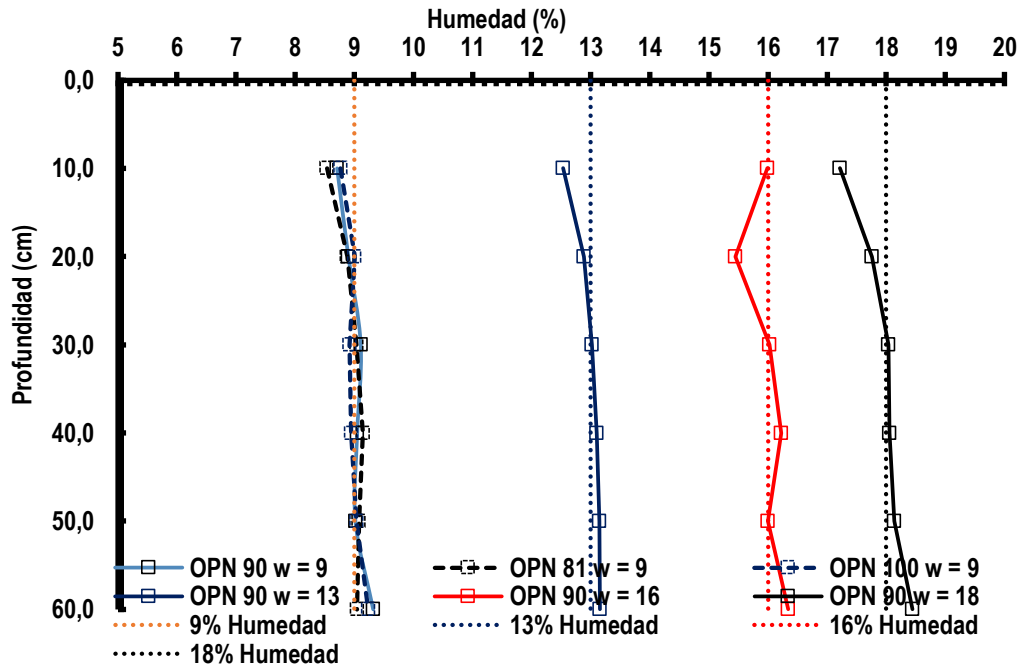 Humedad (%)
5 6 7 8 9 10 11 12 13 14 15 16 17 18 19 20
Profundidad (cm)
0,0
10,0
20,0
30,0
40,0
50,0
60,0
OPN 90 w = 9 OPN 81 w = 9 OPN 100 w = 9
OPN 90 w = 13 OPN 90 w = 16 OPN 90 w = 18
9% Humedad 13% Humedad 16% Humedad
18% Humedad